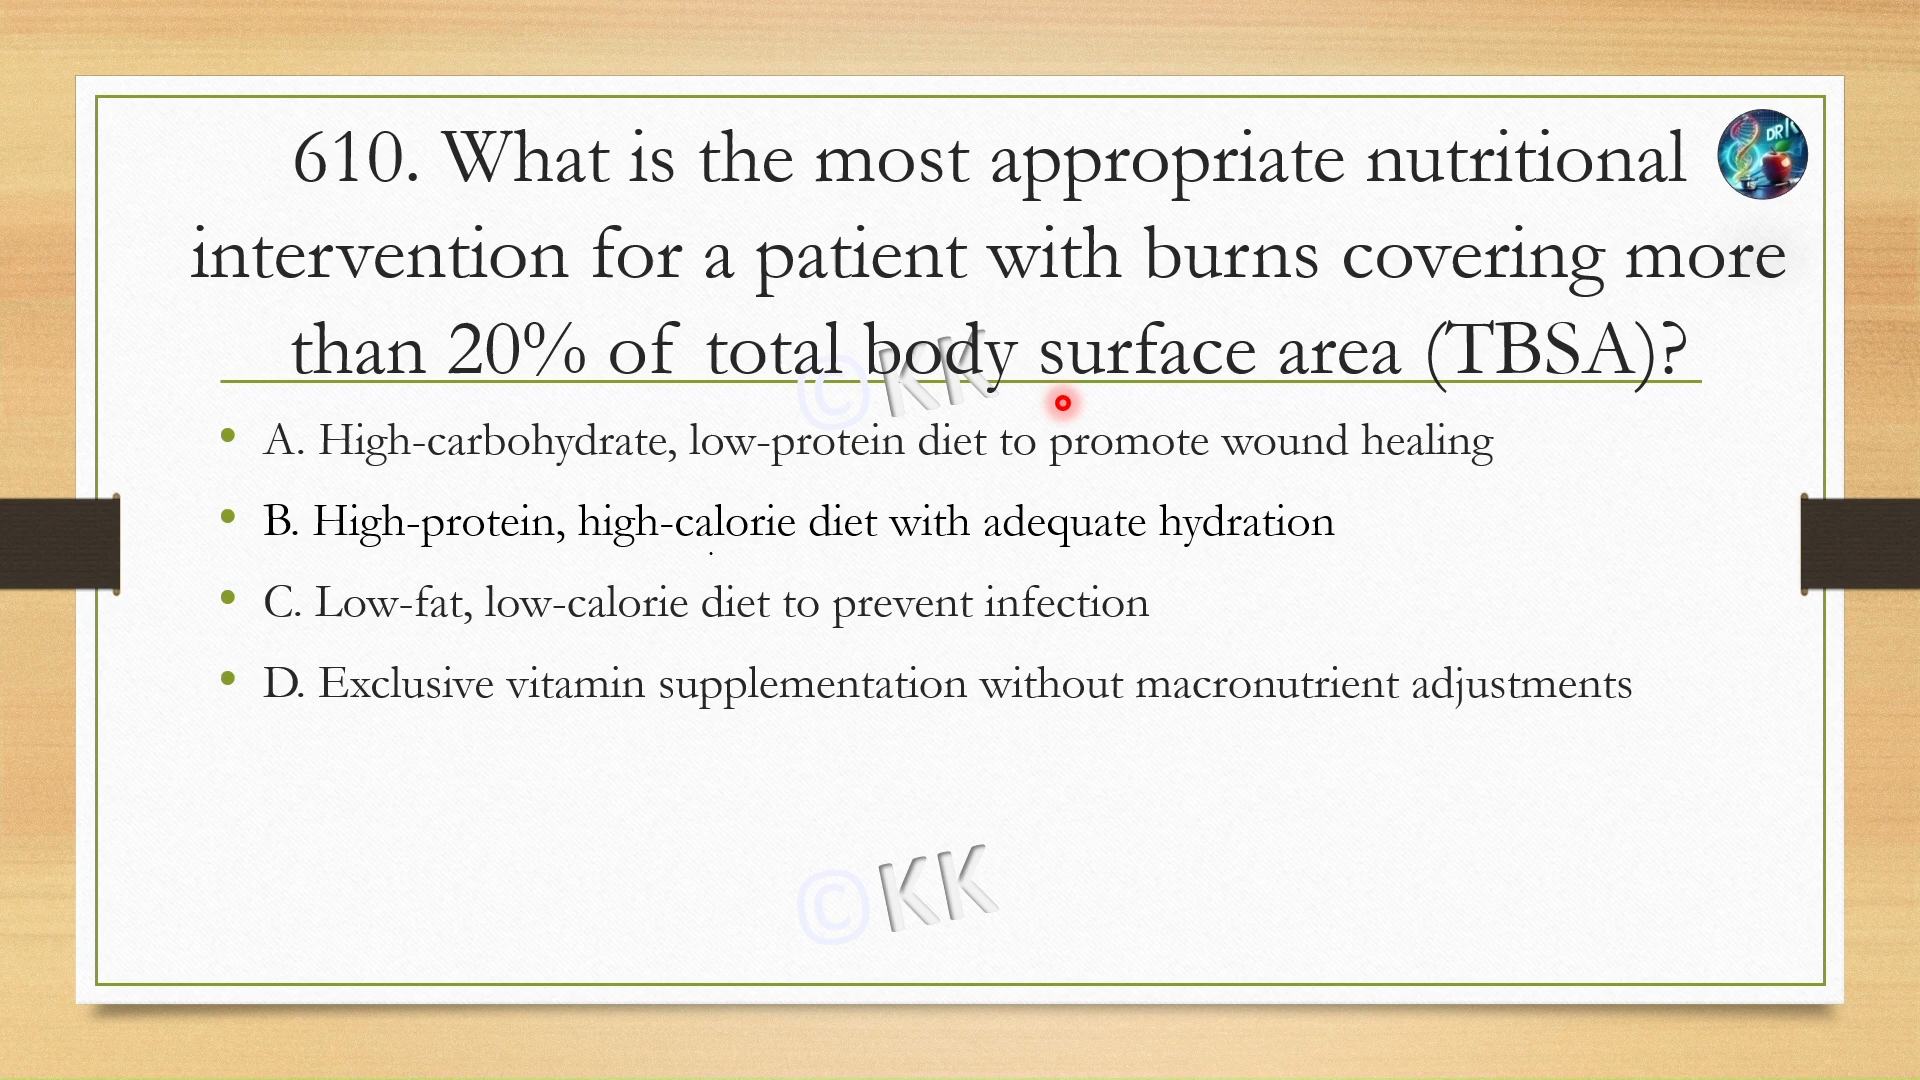 610. What is the most appropriate nutritional
intervention for a patient with burns covering more
than 20% of total body surface area (TBSA)?
• A. High-carbohydrate, low-protein diet to promote wound healing
• B. High-protein, high-calorie diet with adequate hydration
• C. Low-fat, low-calorie diet to prevent infection
• D. Exclusive vitamin supplementation without macronutrient adjustments
©KK
©KK